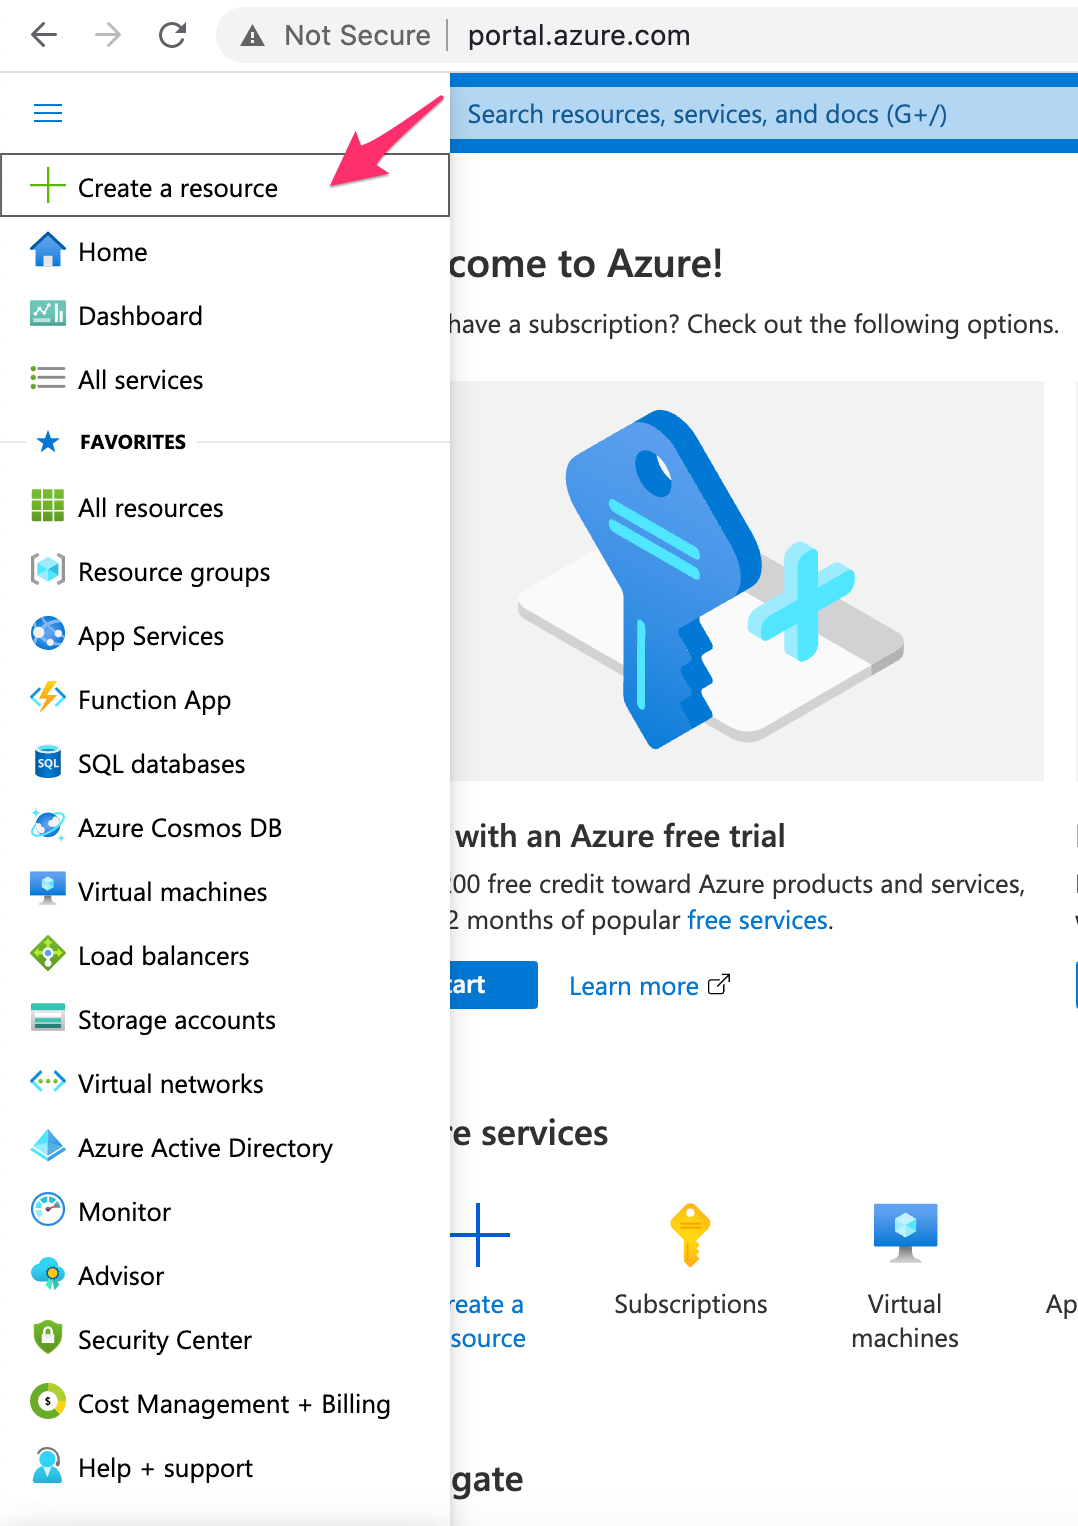 Not Secure | portal.azure.com
Search resources, services, and docs (G+/)
Create a resource
Home
Dashboard
All services
FAVORITES
All resources
Resource groups
App Services
Function App
SQL
SQL databases
Azure Cosmos DB
Virtual machines
Load balancers
Storage accounts
Virtual networks
Azure Active Directory
Monitor
Advisor
Security Center
$
Cost Management + Billing
Help + support
come to Azure!
have a subscription? Check out the following options.
with an Azure free trial
200 free credit toward Azure products and services,
2 months of popular free services.
tart
Learn more
re services
reate a
source
Subscriptions
Virtual
machines
Ap
gate